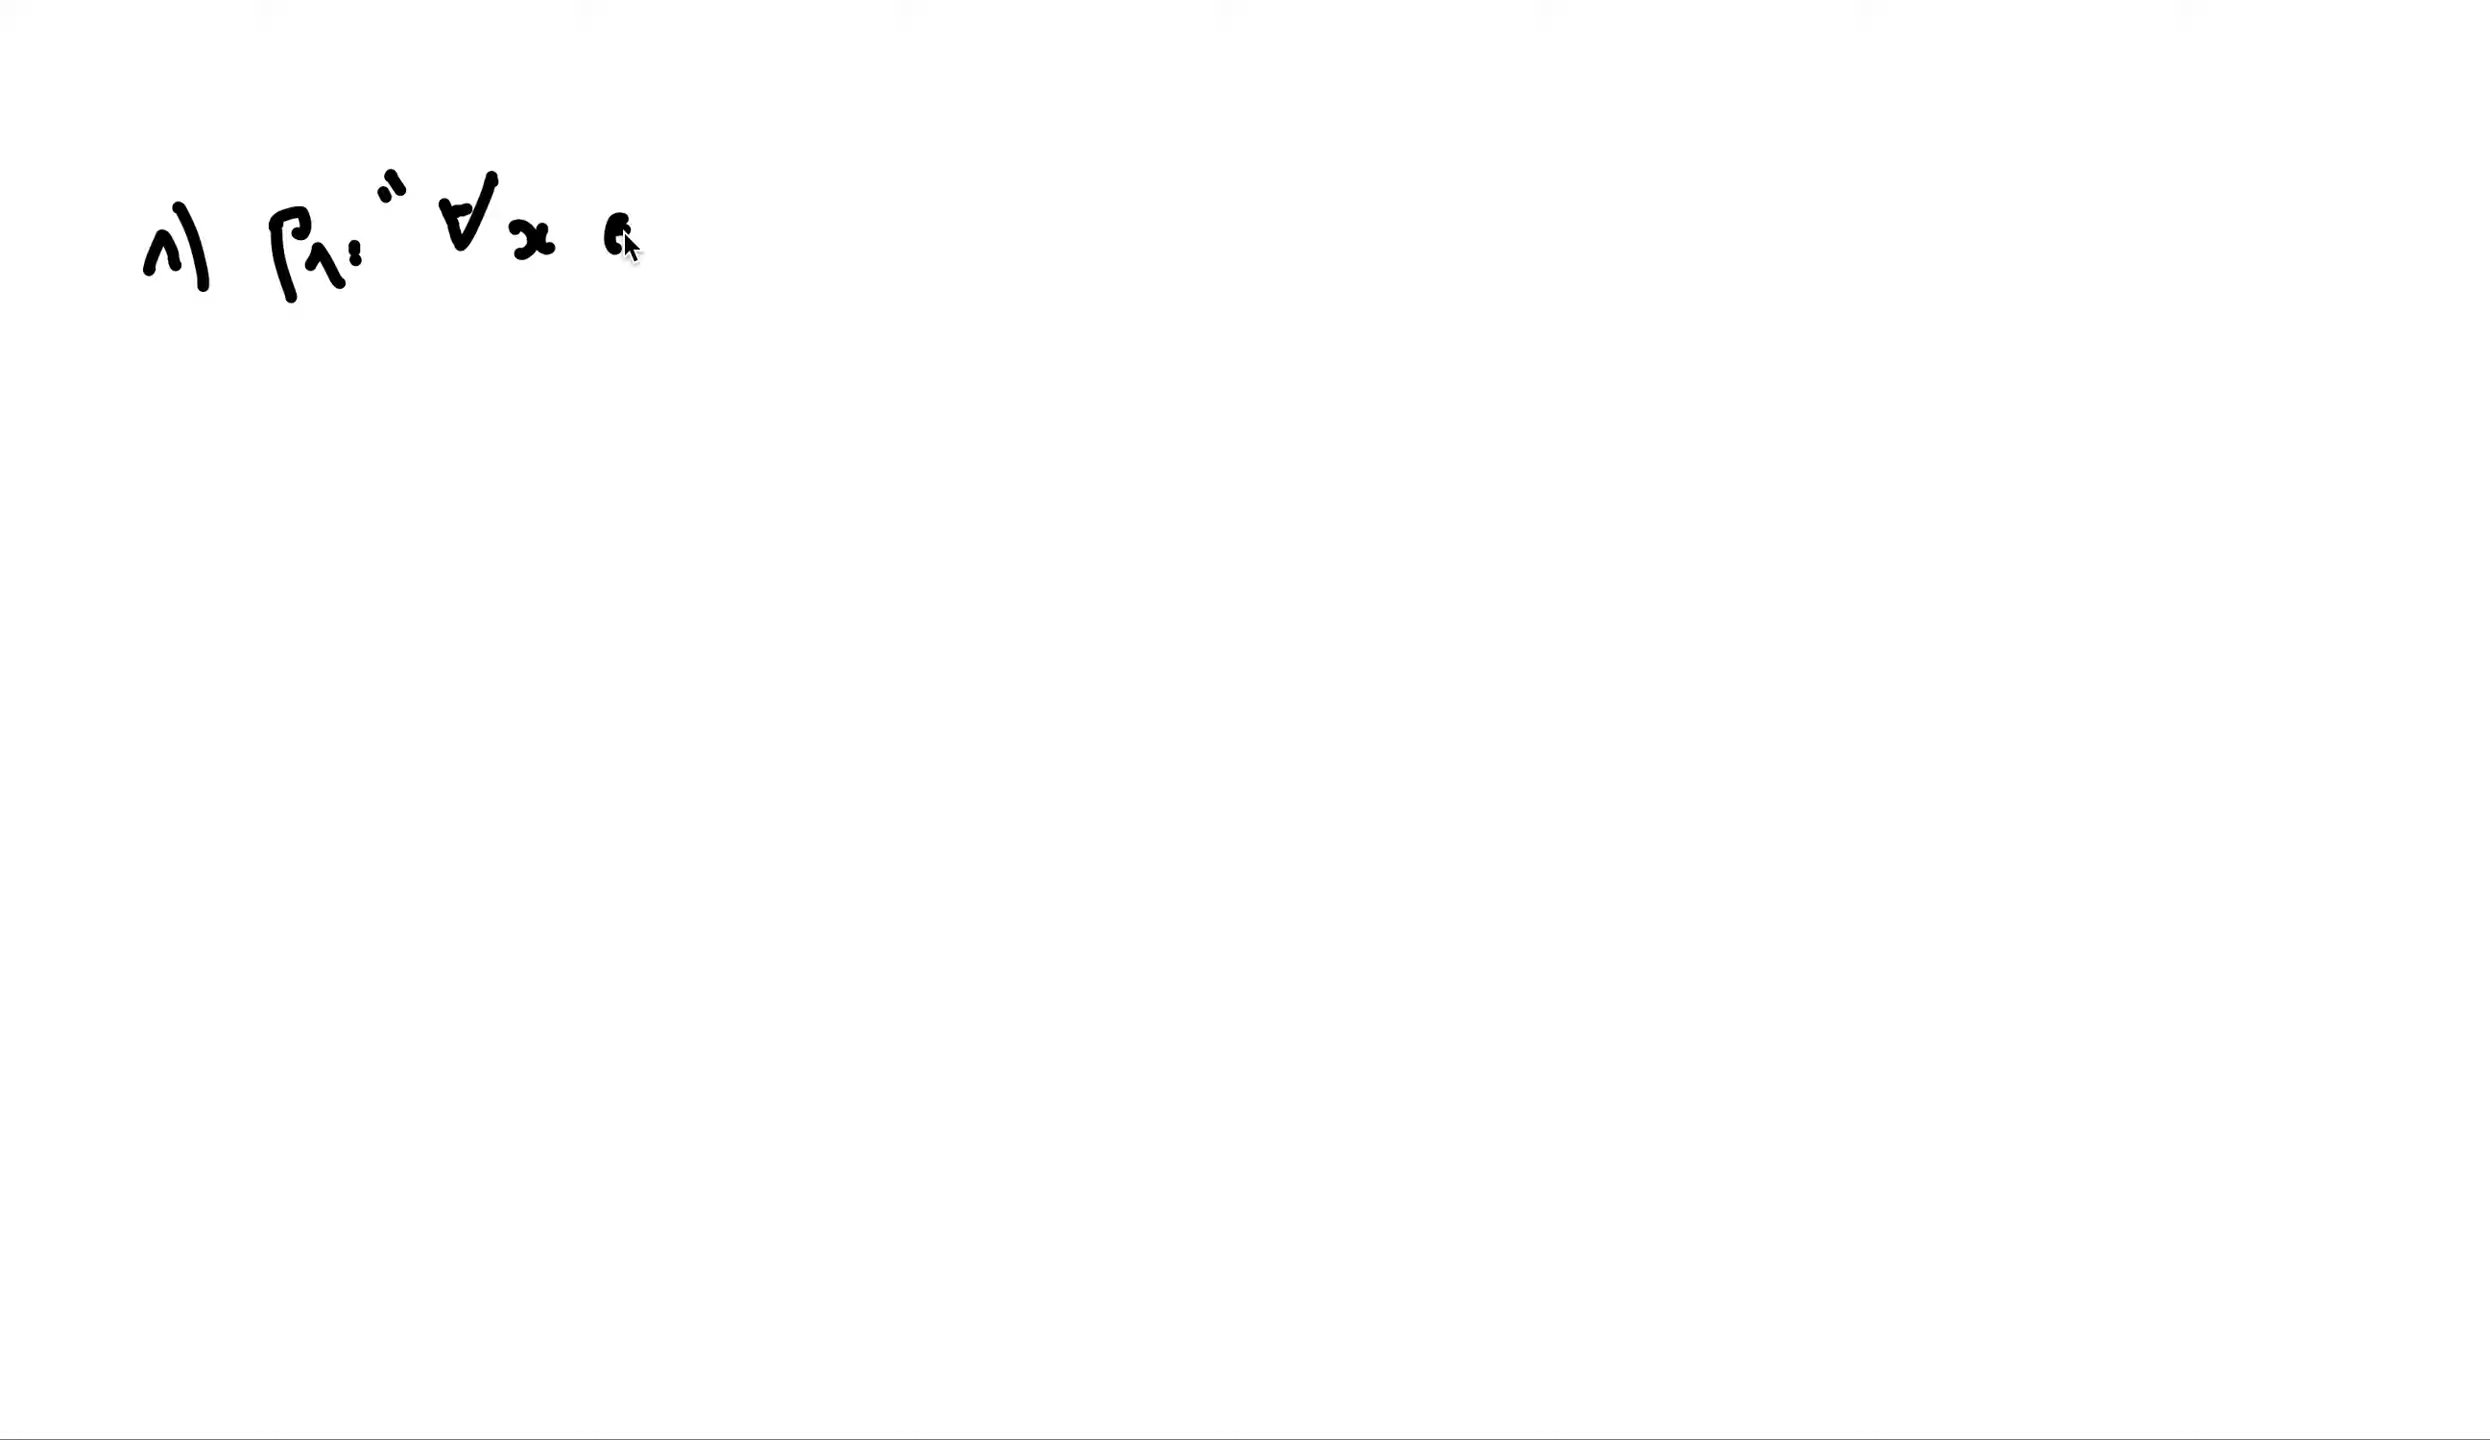 1) P₁: " ∀x ∈